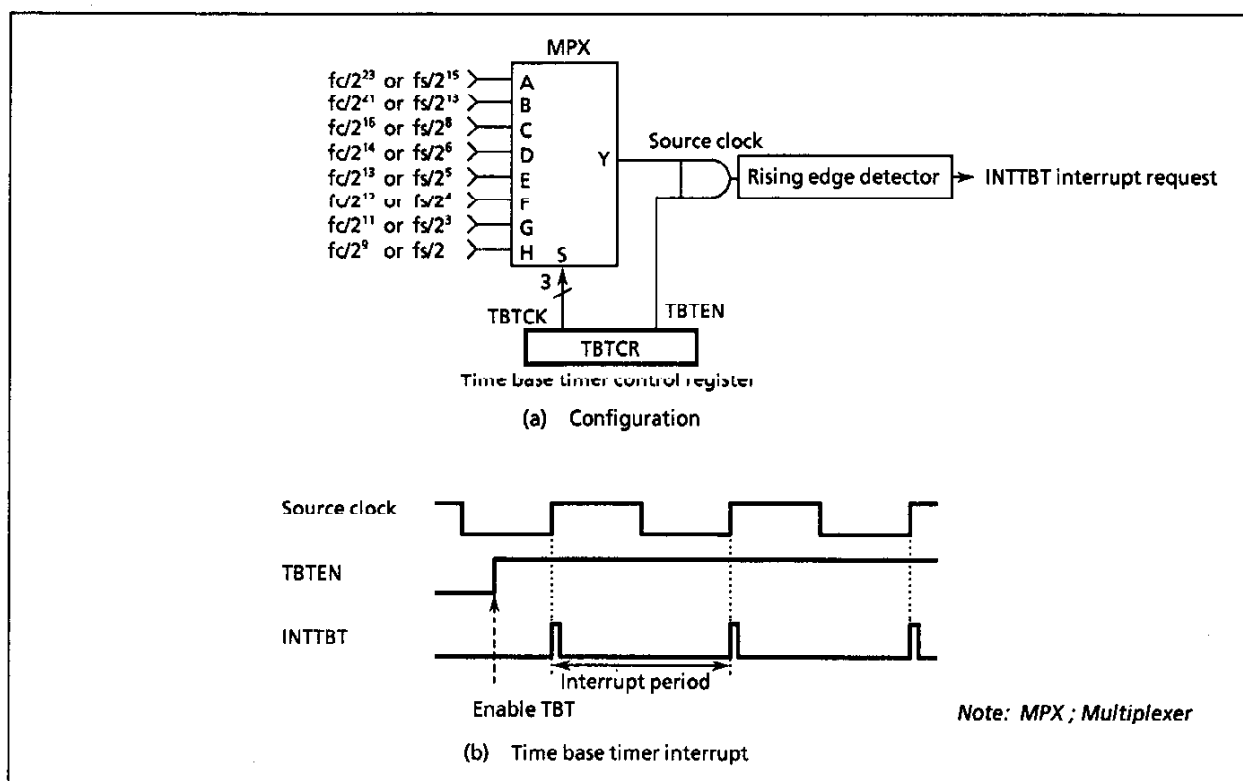 MPX
fc/2²³ or fs/2¹⁵ A
fc/2²¹ or fs/2¹³ B
fc/2¹⁶ or fs/2⁸ C
fc/2¹⁴ or fs/2⁶ D
fc/2¹³ or fs/2⁵ E
fc/2¹² or fs/2⁴ F
fc/2¹¹ or fs/2³ G
fc/2⁹ or fs/2 H
S
Y
Source clock
Rising edge detector
INTTBT interrupt request
3
TBTCK
TBTEN
TBTCR
Time base timer control register
(a) Configuration
Source clock
TBTEN
INTTBT
Interrupt period
Enable TBT
Note: MPX ; Multiplexer
(b) Time base timer interrupt